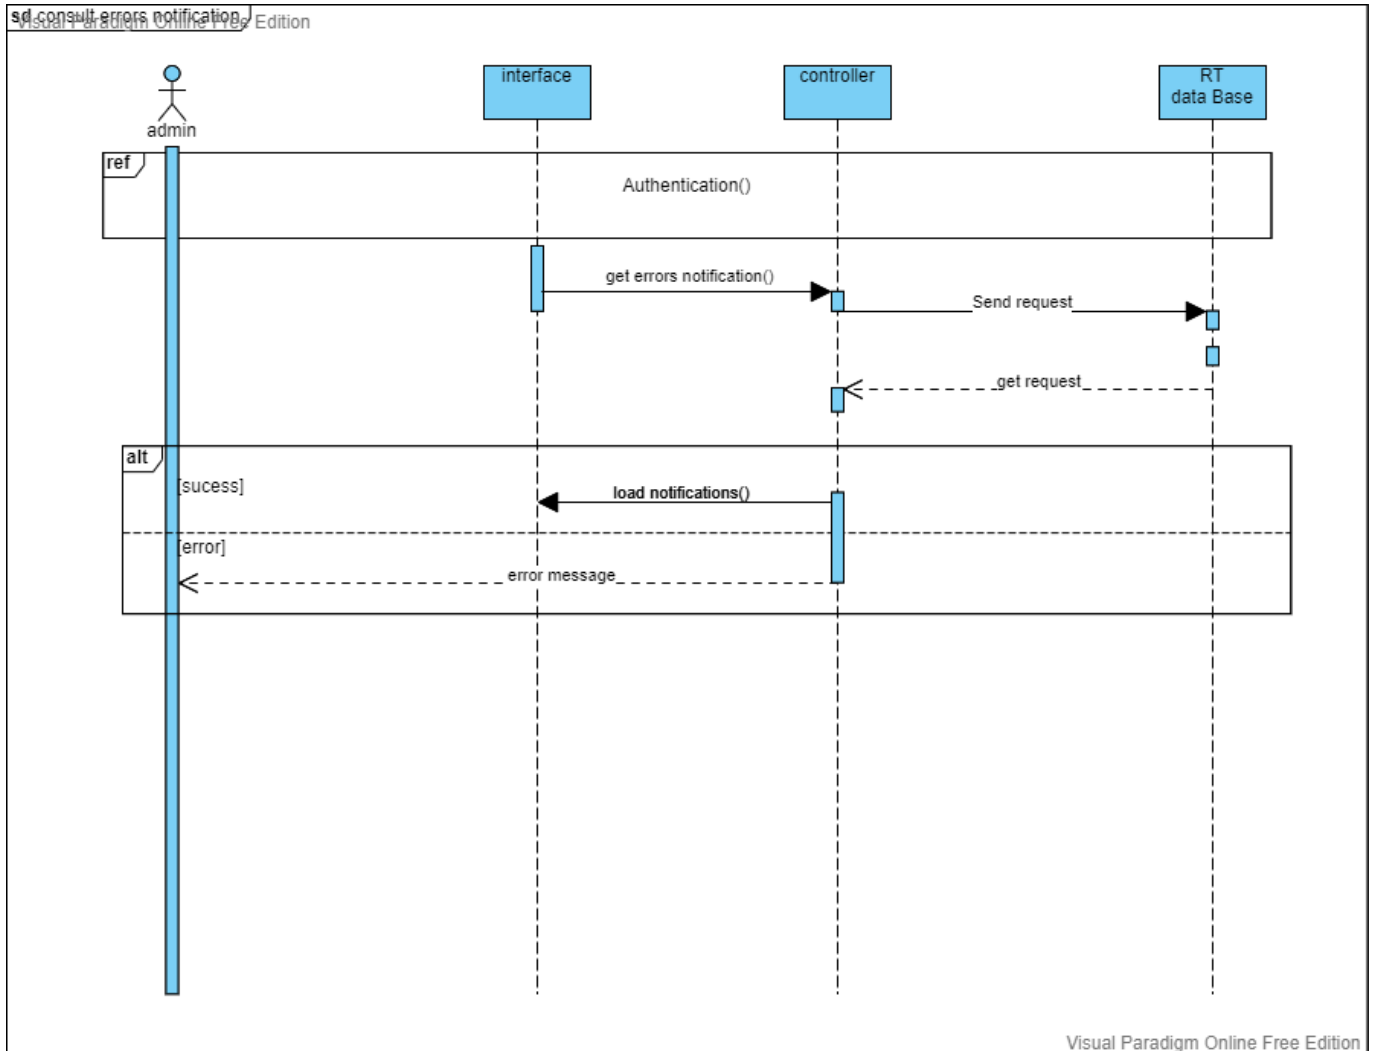 sd consult errors notification
Visual Paradigm Online Free Edition
admin
interface
controller
RT
data Base
ref
Authentication()
get errors notification()
Send request
get request
alt
[sucess]
load notifications()
[error]
error message
Visual Paradigm Online Free Edition